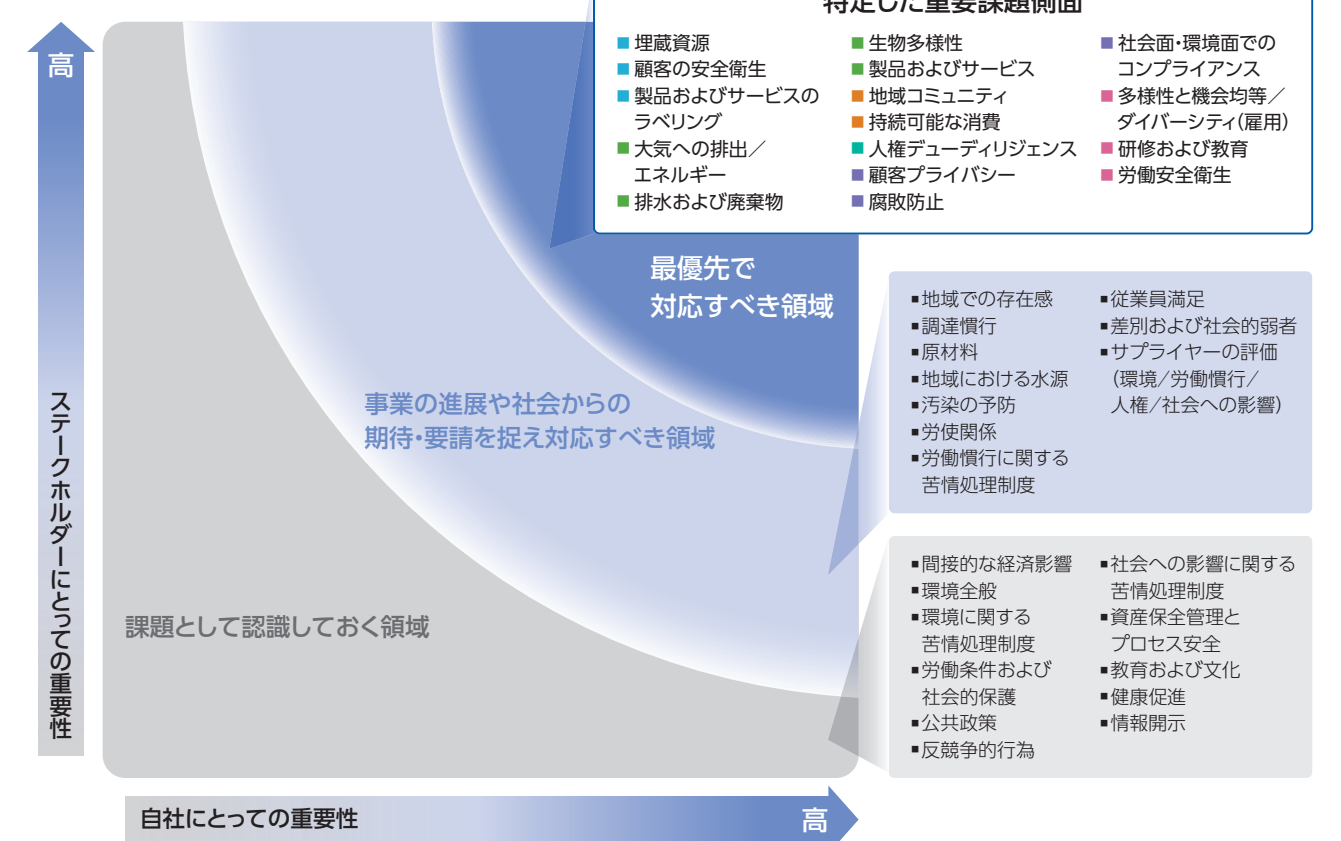 特定した重要課題側面
■埋蔵資源
■顧客の安全衛生
■製品およびサービスの
ラベリング
■大気への排出／
エネルギー
■排水および廃棄物
■生物多様性
■製品およびサービス
■地域コミュニティ
■持続可能な消費
■人権デューディリジェンス
■顧客プライバシー
■腐敗防止
■社会面・環境面での
コンプライアンス
■多様性と機会均等／
ダイバーシティ(雇用)
■研修および教育
■労働安全衛生
高
ステークホルダーにとっての重要性
最優先で
対応すべき領域
事業の進展や社会からの
期待・要請を捉え対応すべき領域
課題として認識しておく領域
■地域での存在感
■調達慣行
■原材料
■地域における水源
■汚染の予防
■労使関係
■労働慣行に関する
苦情処理制度
■従業員満足
■差別および社会的弱者
■サプライヤーの評価
(環境/労働慣行/
人権/社会への影響)
■間接的な経済影響
■環境全般
■環境に関する
苦情処理制度
■労働条件および
社会的保護
■公共政策
■反競争的行為
■社会への影響に関する
苦情処理制度
■資産保全管理と
プロセス安全
■教育および文化
■健康促進
■情報開示
自社にとっての重要性
高